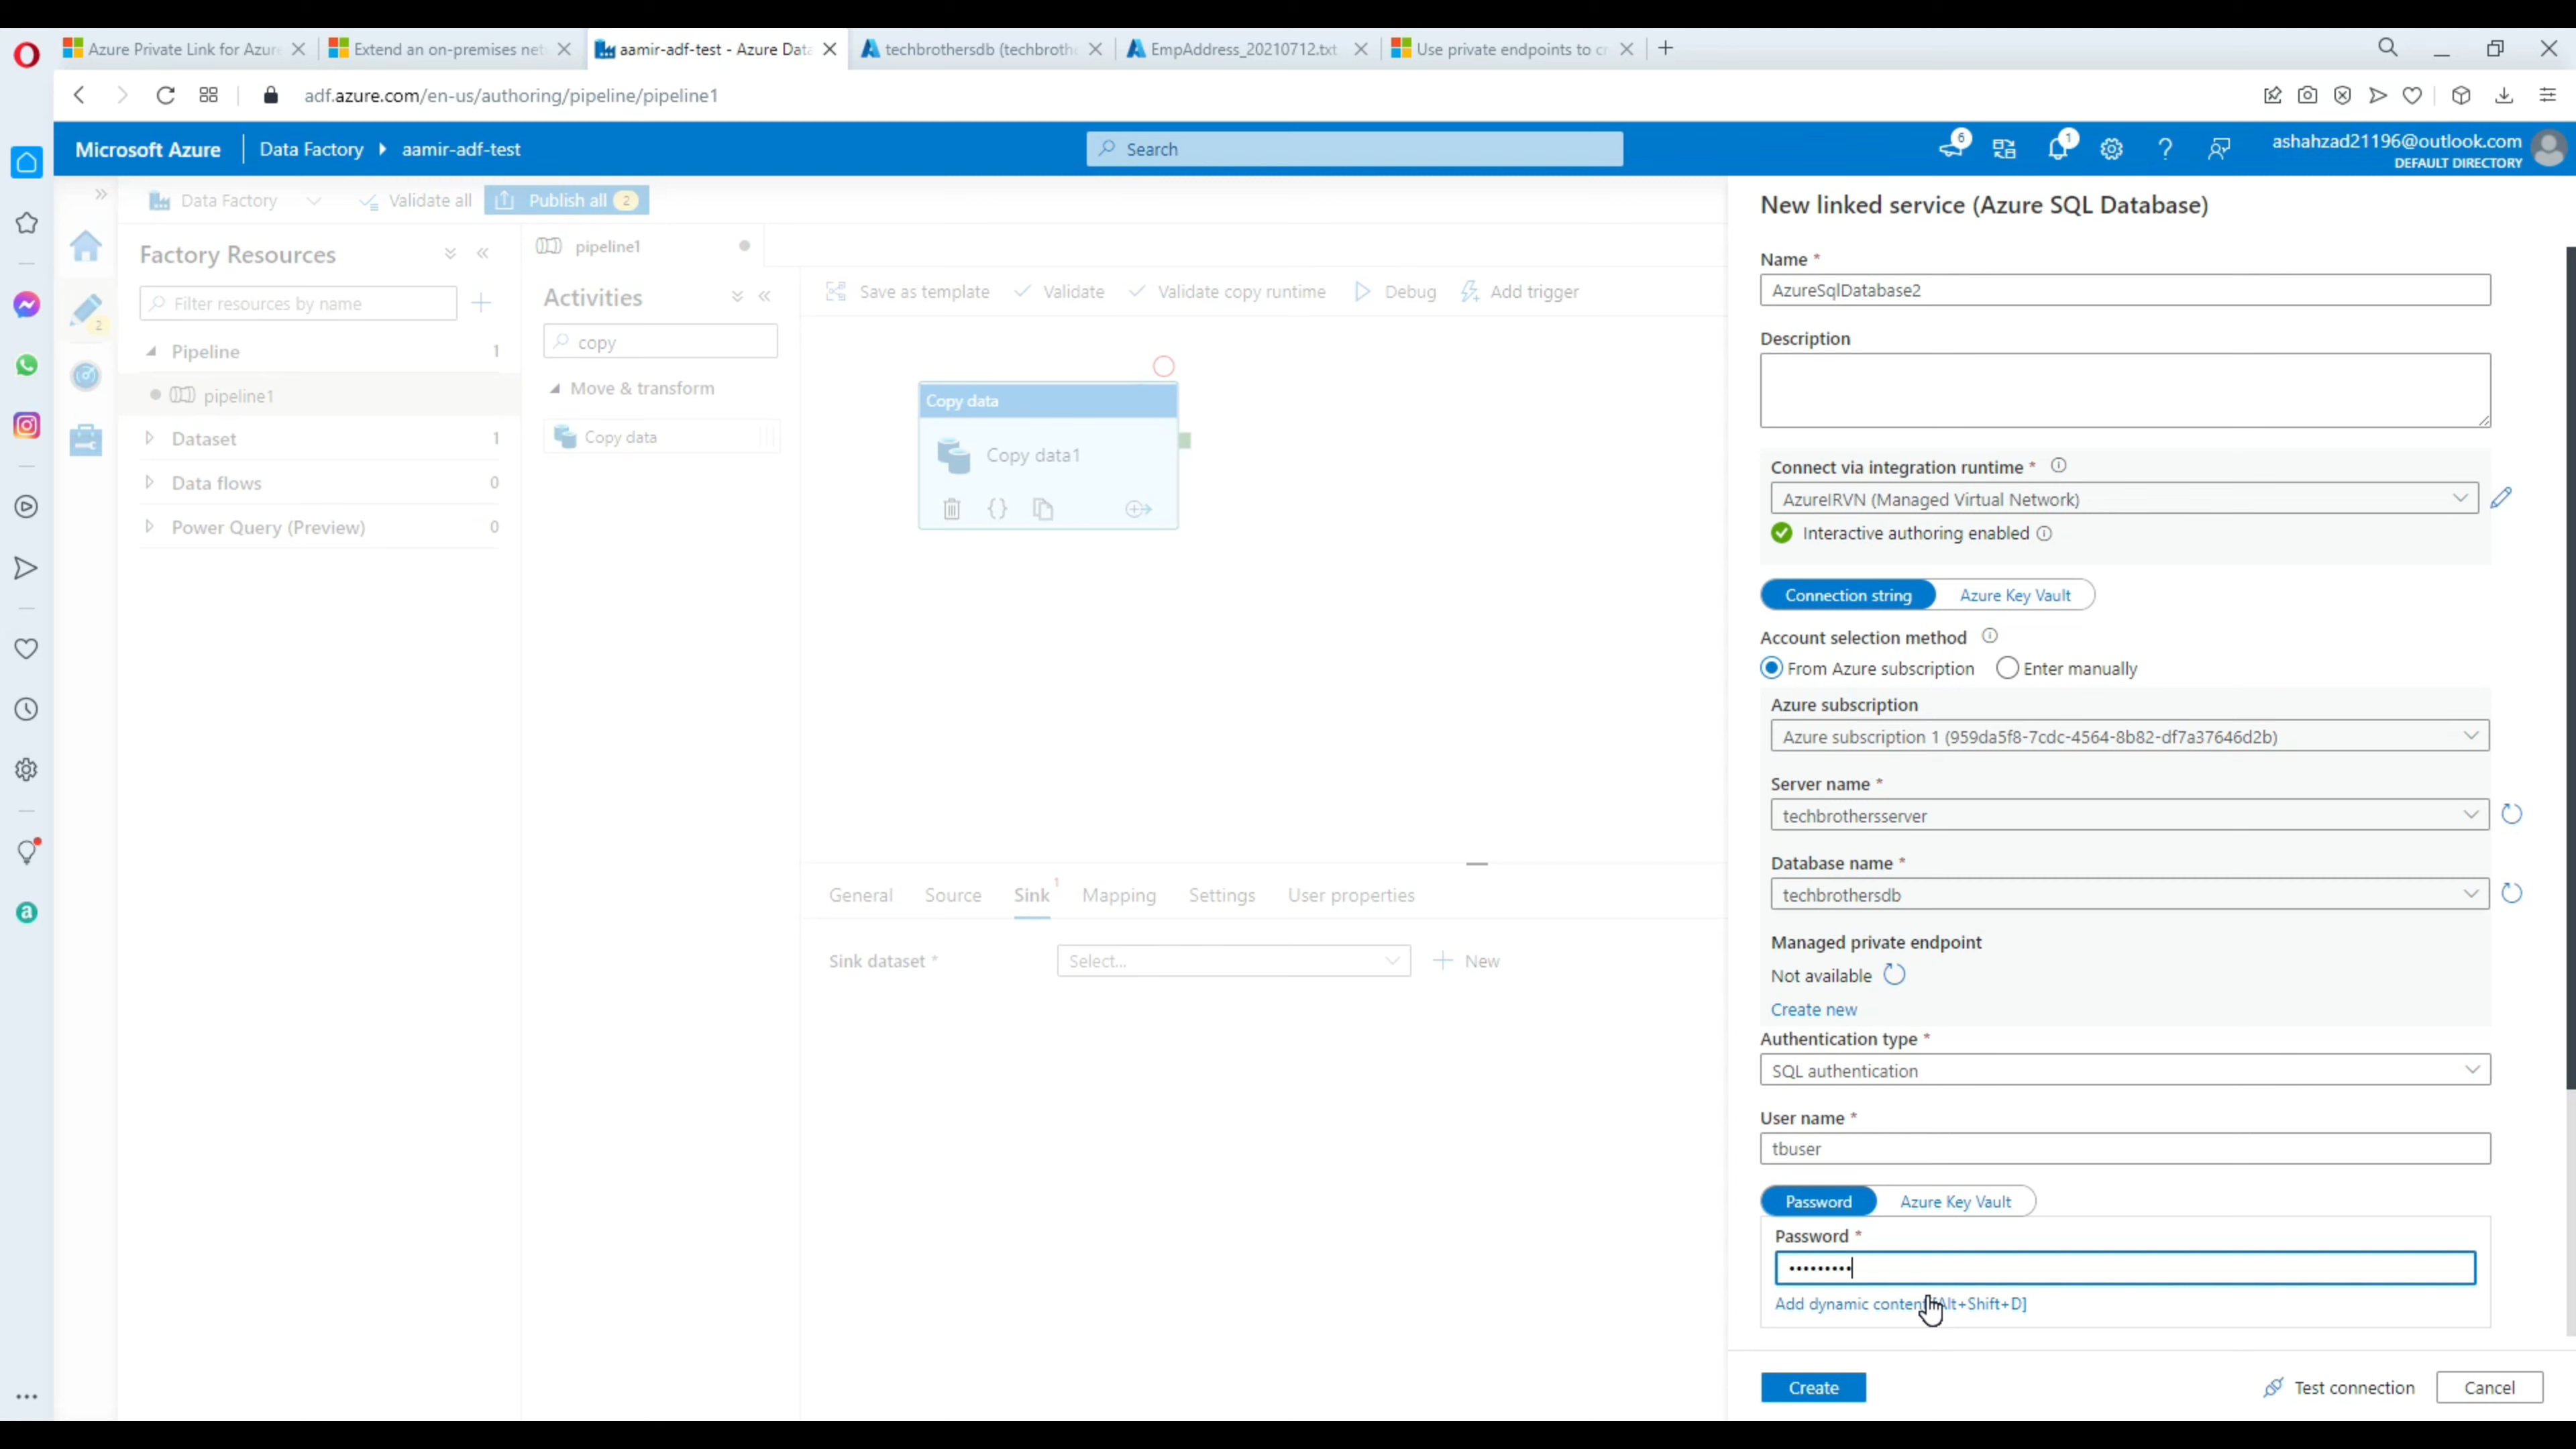 Azure Private Link for Azure
Extend an on-premises net
aamir-adf-test - Azure Data
techbrothersdb (techbroth
EmpAddress_20210712.txt
Use private endpoints to cr
adf.azure.com/en-us/authoring/pipeline/pipeline1
Microsoft Azure
Data Factory
aamir-adf-test
Search
6
1
ashahzad21196@outlook.com
DEFAULT DIRECTORY
Data Factory
Validate all
Publish all 2
Factory Resources
Filter resources by name
Pipeline 1
pipeline1
Dataset 1
Data flows 0
Power Query (Preview) 0
2
pipeline1
Activities
copy
Move & transform
Copy data
Save as template
Validate
Validate copy runtime
Debug
Add trigger
Copy data
Copy data1
General
Source
Sink 1
Mapping
Settings
User properties
Sink dataset *
Select...
New
New linked service (Azure SQL Database)
Name *
AzureSqlDatabase2
Description
Connect via integration runtime *
AzureIRVN (Managed Virtual Network)
Interactive authoring enabled
Connection string
Azure Key Vault
Account selection method
From Azure subscription
Enter manually
Azure subscription
Azure subscription 1 (959da5f8-7cdc-4564-8b82-df7a37646d2b)
Server name *
techbrothersserver
Database name *
techbrothersdb
Managed private endpoint
Not available
Create new
Authentication type *
SQL authentication
User name *
tbuser
Password
Azure Key Vault
Password *
•••••••••
Add dynamic content [Alt+Shift+D]
Create
Test connection
Cancel